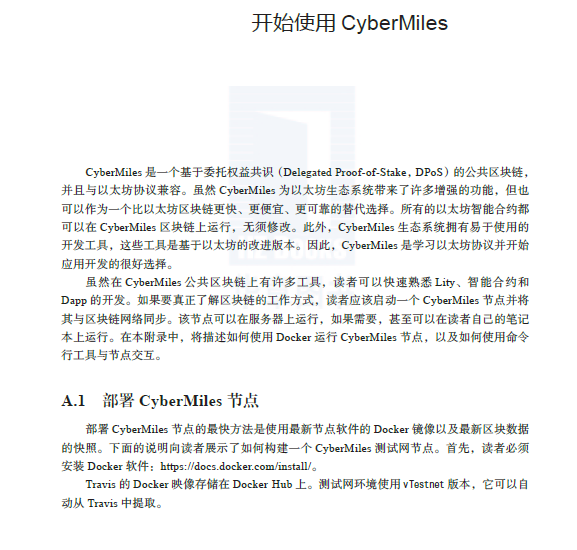 开始使用 CyberMiles
CyberMiles 是一个基于委托权益共识（Delegated Proof-of-Stake，DPoS）的公共区块链，
并且与以太坊协议兼容。虽然 CyberMiles 为以太坊生态系统带来了许多增强的功能，但也
可以作为一个比以太坊区块链更快、更便宜、更可靠的替代选择。所有的以太坊智能合约都
可以在 CyberMiles 区块链上运行，无须修改。此外，CyberMiles 生态系统拥有易于使用的
开发工具，这些工具是基于以太坊的改进版本。因此，CyberMiles 是学习以太坊协议并开始
应用开发的很好选择。
虽然在 CyberMiles 公共区块链上有许多工具，读者可以快速熟悉 Lity、智能合约和
Dapp 的开发。如果要真正了解区块链的工作方式，读者应该启动一个 CyberMiles 节点并将
其与区块链网络同步。该节点可以在服务器上运行，如果需要，甚至可以在读者自己的笔记
本上运行。在本附录中，将描述如何使用 Docker 运行 CyberMiles 节点，以及如何使用命令
行工具与节点交互。
A.1 部署 CyberMiles 节点
部署 CyberMiles 节点的最快方法是使用最新节点软件的 Docker 镜像以及最新区块数据
的快照。下面的说明向读者展示了如何构建一个 CyberMiles 测试网节点。首先，读者必须
安装 Docker 软件：https://docs.docker.com/install/。
Travis 的 Docker 映像存储在 Docker Hub 上。测试网环境使用 vTestnet 版本，它可以自
动从 Travis 中提取。